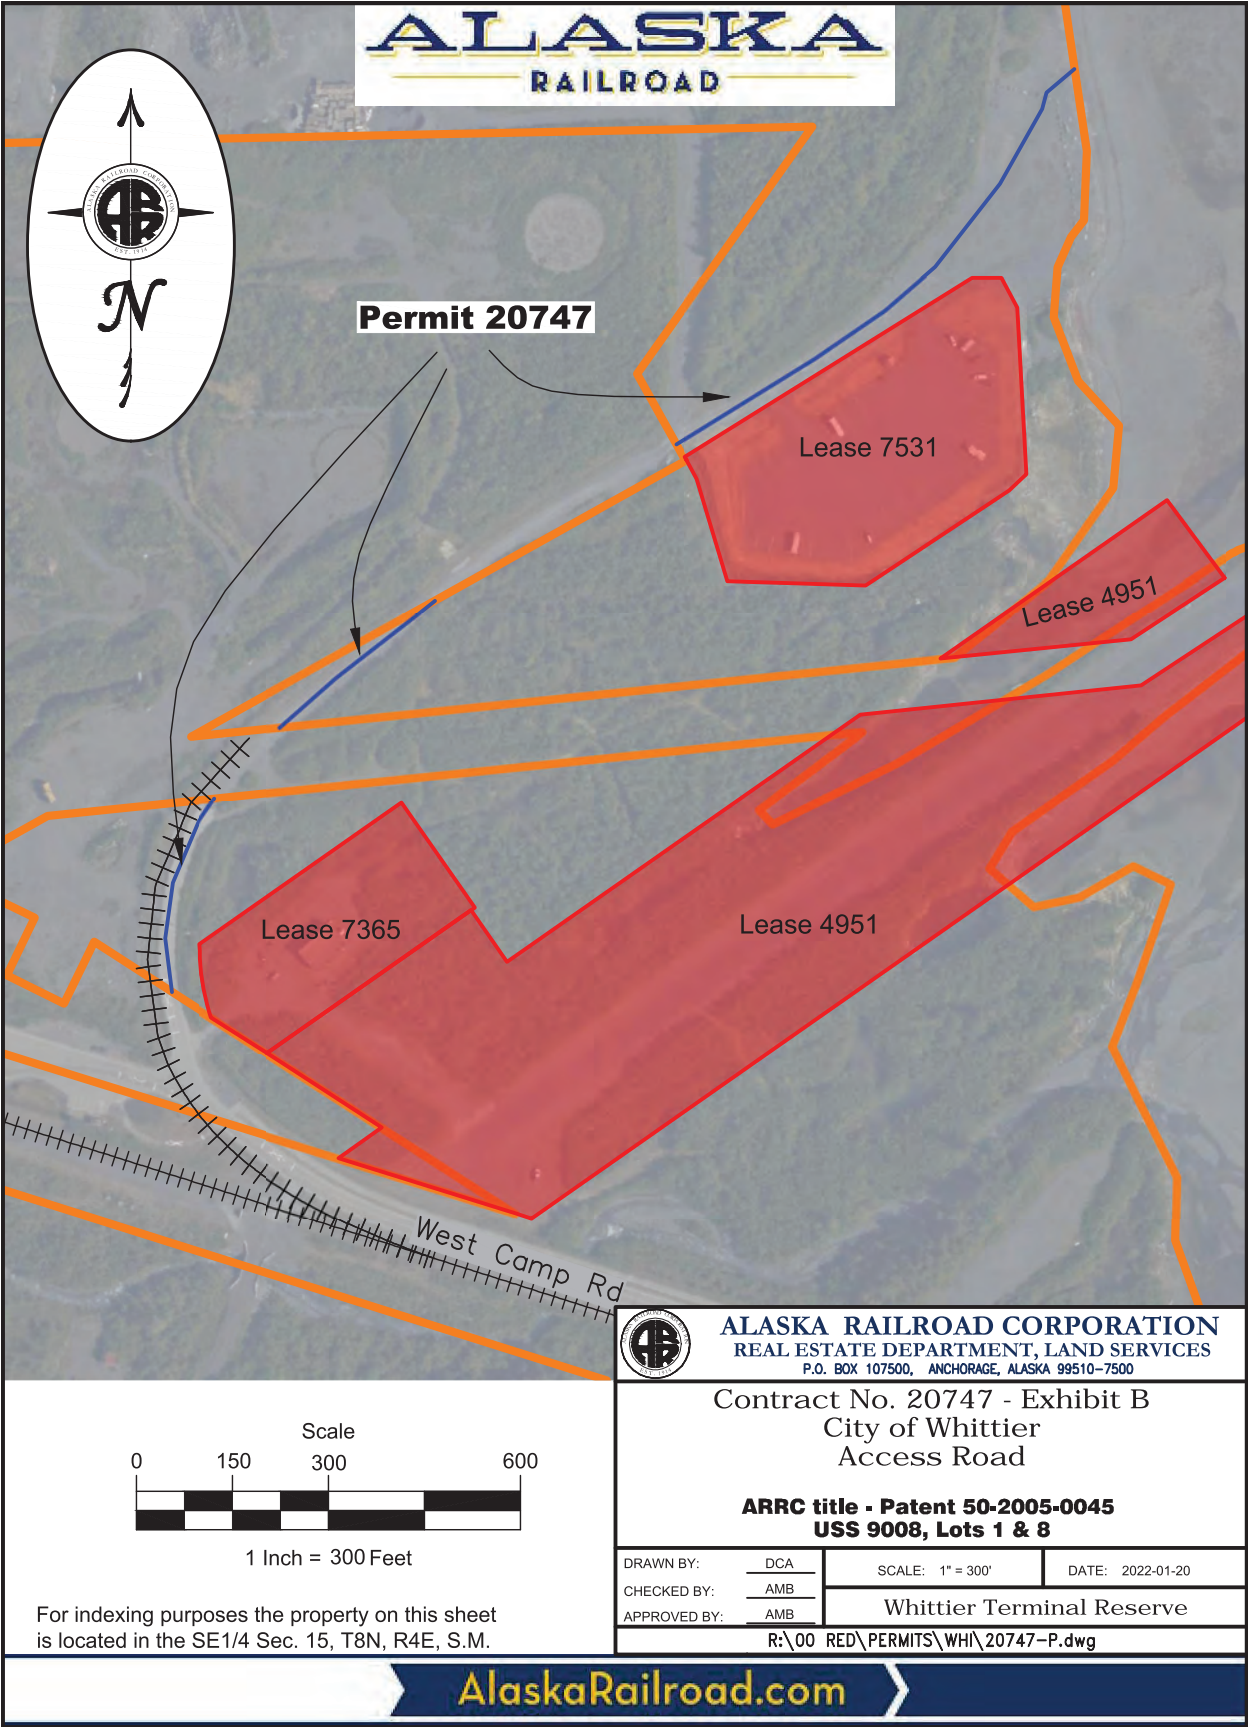 ALASKA
RAILROAD
ALASKA RAILROAD CORPORATION
EST. 1914
N
Permit 20747
Lease 7531
Lease 4951
Lease 7365
Lease 4951
West Camp Rd
ALASKA RAILROAD CORPORATION
REAL ESTATE DEPARTMENT, LAND SERVICES
P.O. BOX 107500, ANCHORAGE, ALASKA 99510-7500
Contract No. 20747 - Exhibit B
City of Whittier
Access Road
ARRC title - Patent 50-2005-0045
USS 9008, Lots 1 & 8
DRAWN BY: DCA
CHECKED BY: AMB
APPROVED BY: AMB
SCALE: 1" = 300'
DATE: 2022-01-20
Whittier Terminal Reserve
R:\00 RED\PERMITS\WHI\20747-P.dwg
Scale
0 150 300 600
1 Inch = 300 Feet
For indexing purposes the property on this sheet
is located in the SE1/4 Sec. 15, T8N, R4E, S.M.
AlaskaRailroad.com